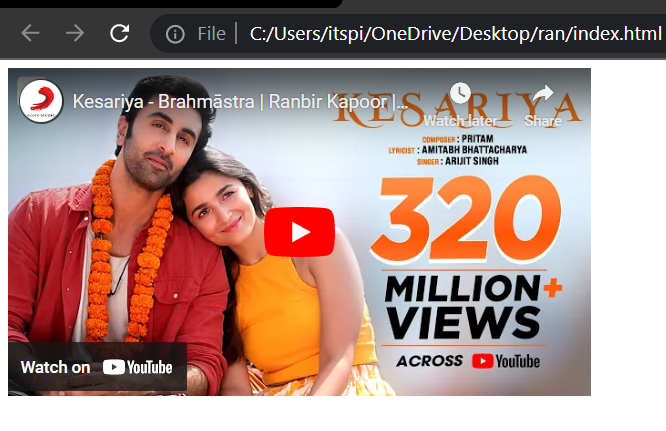 File | C:/Users/itspi/OneDrive/Desktop/ran/index.html
Kesariya - Brahmāstra | Ranbir Kapoor |...
KESARIYA
Watch later
Share
COMPOSER : PRITAM
LYRICIST : AMITABH BHATTACHARYA
SINGER : ARIJIT SINGH
320
MILLION+
VIEWS
ACROSS YouTube
Watch on YouTube